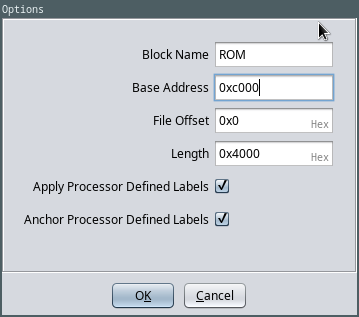 Options
Block Name ROM
Base Address 0xc000
File Offset 0x0 Hex
Length 0x4000 Hex
Apply Processor Defined Labels
Anchor Processor Defined Labels
OK Cancel